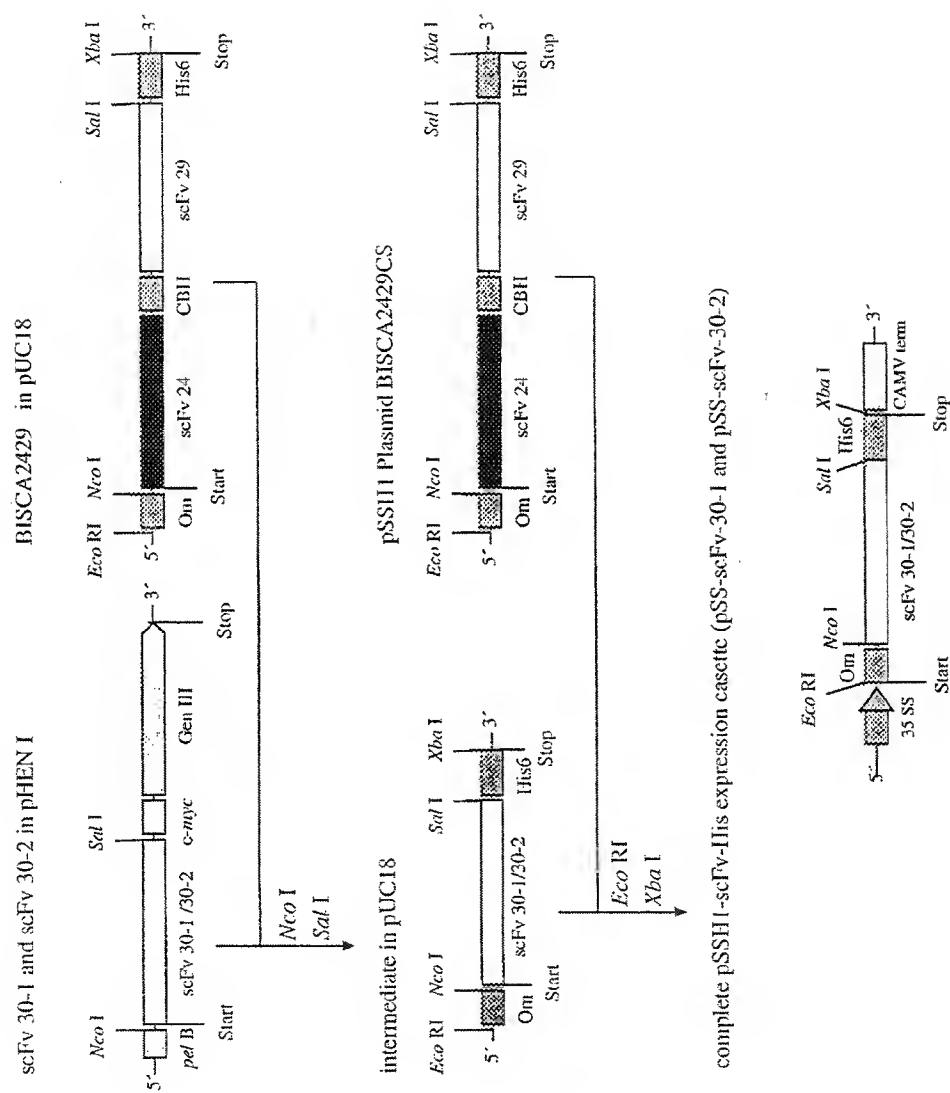 scFv 30-1 and scFv 30-2 in pHEN I
Nco I
Sal I
5´
3´
pel B
scFv 30-1 /30-2
c-myc
Gen III
Start
Stop
BISCA2429 in pUC18
Eco RI
Nco I
Sal I
Xba I
5´
3´
Om
scFv 24
CBH
scFv 29
His6
Start
Stop
Nco I
Sal I
intermediate in pUC18
Eco RI
Nco I
Sal I
Xba I
5´
3´
Om
scFv 30-1/30-2
His6
Start
Stop
pSSH1 Plasmid BISCA2429CS
Eco RI
Nco I
Sal I
Xba I
5´
3´
Om
scFv 24
CBH
scFv 29
His6
Start
Stop
Eco RI
Xba I
complete pSSH1-scFv-His expression casette (pSS-scFv-30-1 and pSS-scFv-30-2)
Eco RI
Om
Nco I
Sal I
His6
Xba I
5´
3´
35 SS
scFv 30-1/30-2
CAMV term
Start
Stop